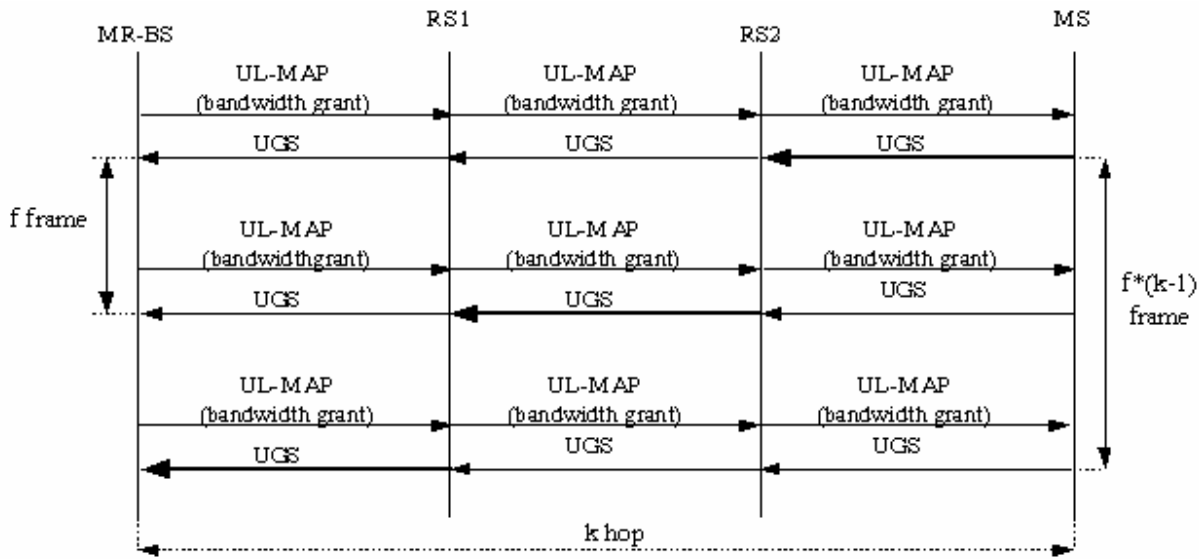 MR-BS RS1 RS2 MS
UL-MAP UL-MAP UL-MAP
(bandwidth grant) (bandwidth grant) (bandwidth grant)
UGS UGS UGS
f frame
UL-MAP UL-MAP UL-MAP
(bandwidthgrant) (bandwidth grant) (bandwidth grant)
UGS UGS UGS
f*(k-1)
frame
UL-MAP UL-MAP UL-MAP
(bandwidth grant) (bandwidth grant) (bandwidth grant)
UGS UGS UGS
k hop